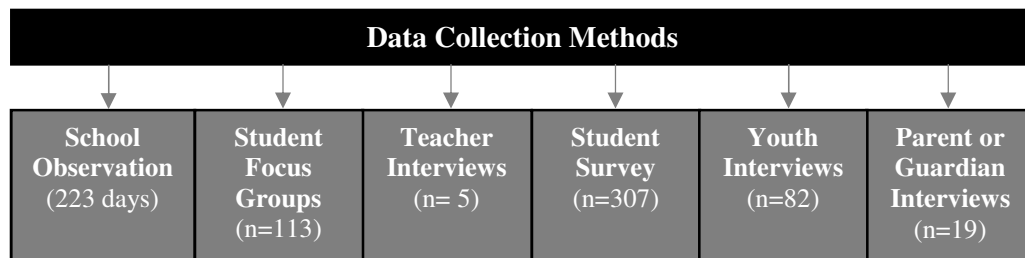 Data Collection Methods
School
Observation
(223 days)
Student
Focus
Groups
(n=113)
Teacher
Interviews
(n= 5)
Student
Survey
(n=307)
Youth
Interviews
(n=82)
Parent or
Guardian
Interviews
(n=19)